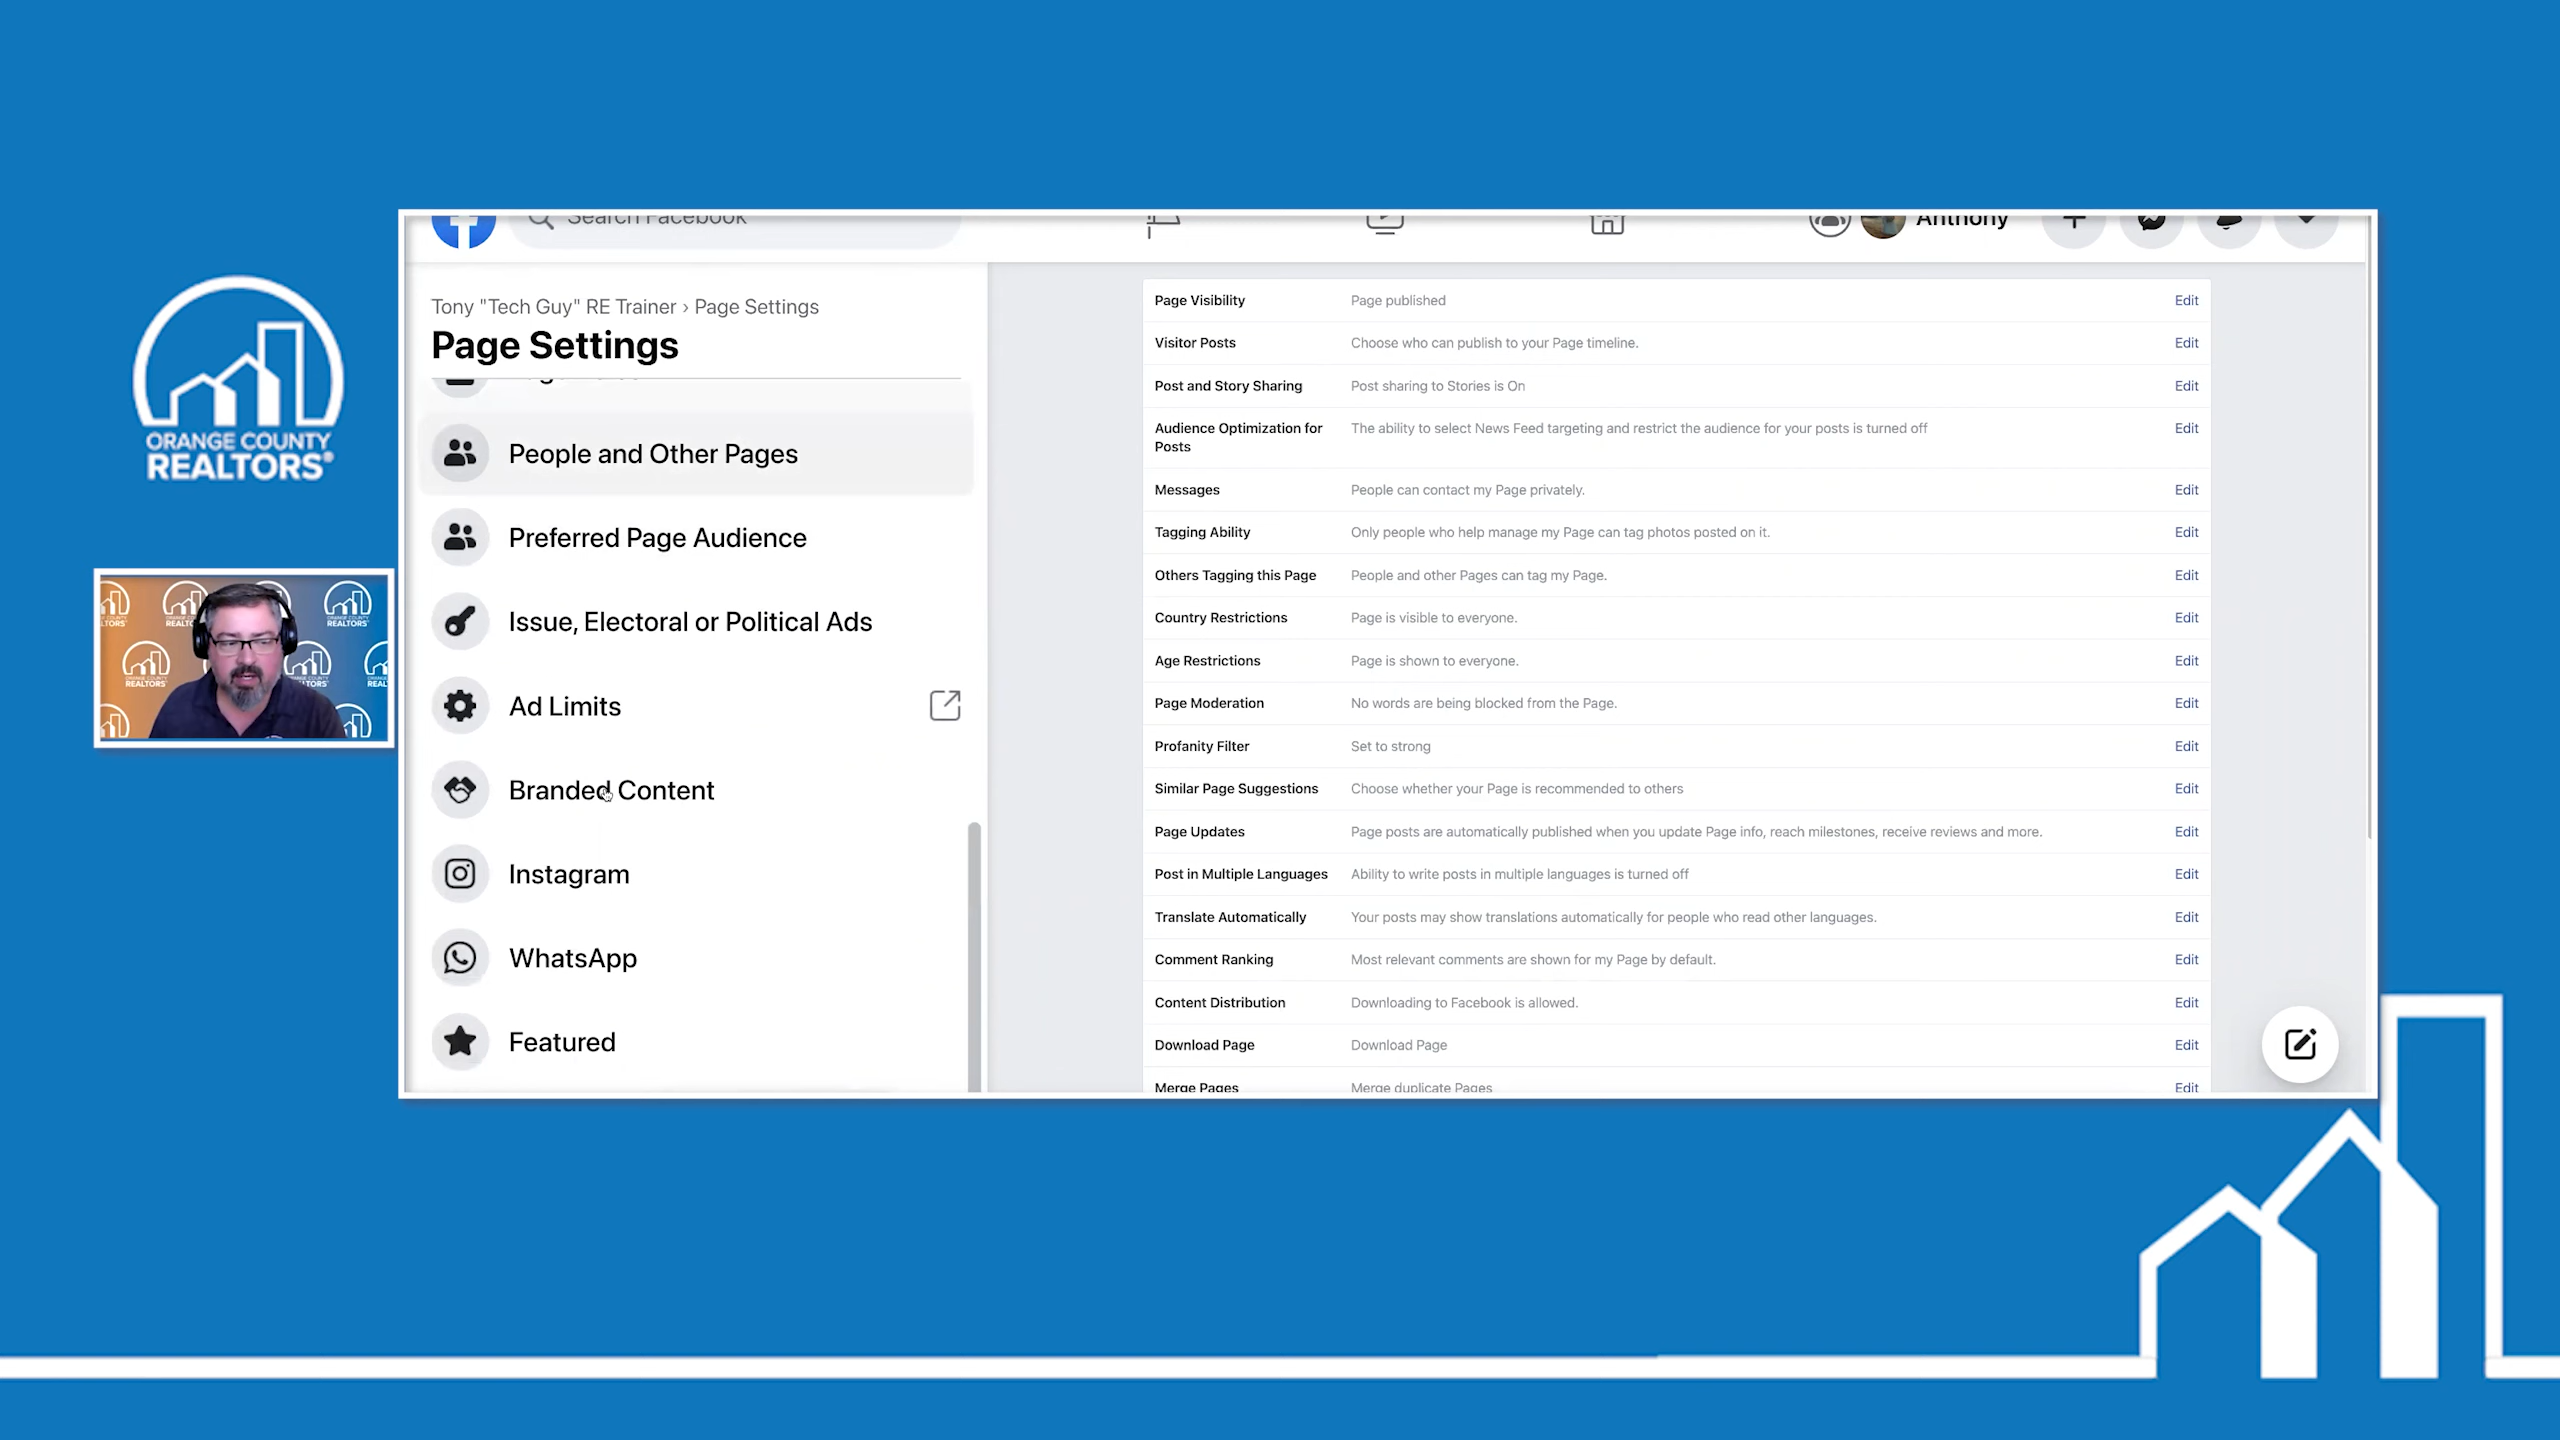 Search Facebook
Anthony
Tony "Tech Guy" RE Trainer › Page Settings
Page Settings
People and Other Pages
Preferred Page Audience
Issue, Electoral or Political Ads
Ad Limits
Branded Content
Instagram
WhatsApp
Featured
Page Visibility Page published Edit
Visitor Posts Choose who can publish to your Page timeline. Edit
Post and Story Sharing Post sharing to Stories is On Edit
Audience Optimization for The ability to select News Feed targeting and restrict the audience for your posts is turned off Edit
Posts
Messages People can contact my Page privately. Edit
Tagging Ability Only people who help manage my Page can tag photos posted on it. Edit
Others Tagging this Page People and other Pages can tag my Page. Edit
Country Restrictions Page is visible to everyone. Edit
Age Restrictions Page is shown to everyone. Edit
Page Moderation No words are being blocked from the Page. Edit
Profanity Filter Set to strong Edit
Similar Page Suggestions Choose whether your Page is recommended to others Edit
Page Updates Page posts are automatically published when you update Page info, reach milestones, receive reviews and more. Edit
Post in Multiple Languages Ability to write posts in multiple languages is turned off Edit
Translate Automatically Your posts may show translations automatically for people who read other languages. Edit
Comment Ranking Most relevant comments are shown for my Page by default. Edit
Content Distribution Downloading to Facebook is allowed. Edit
Download Page Download Page Edit
Merge Pages Merge duplicate Pages Edit
ORANGE COUNTY
REALTORS®